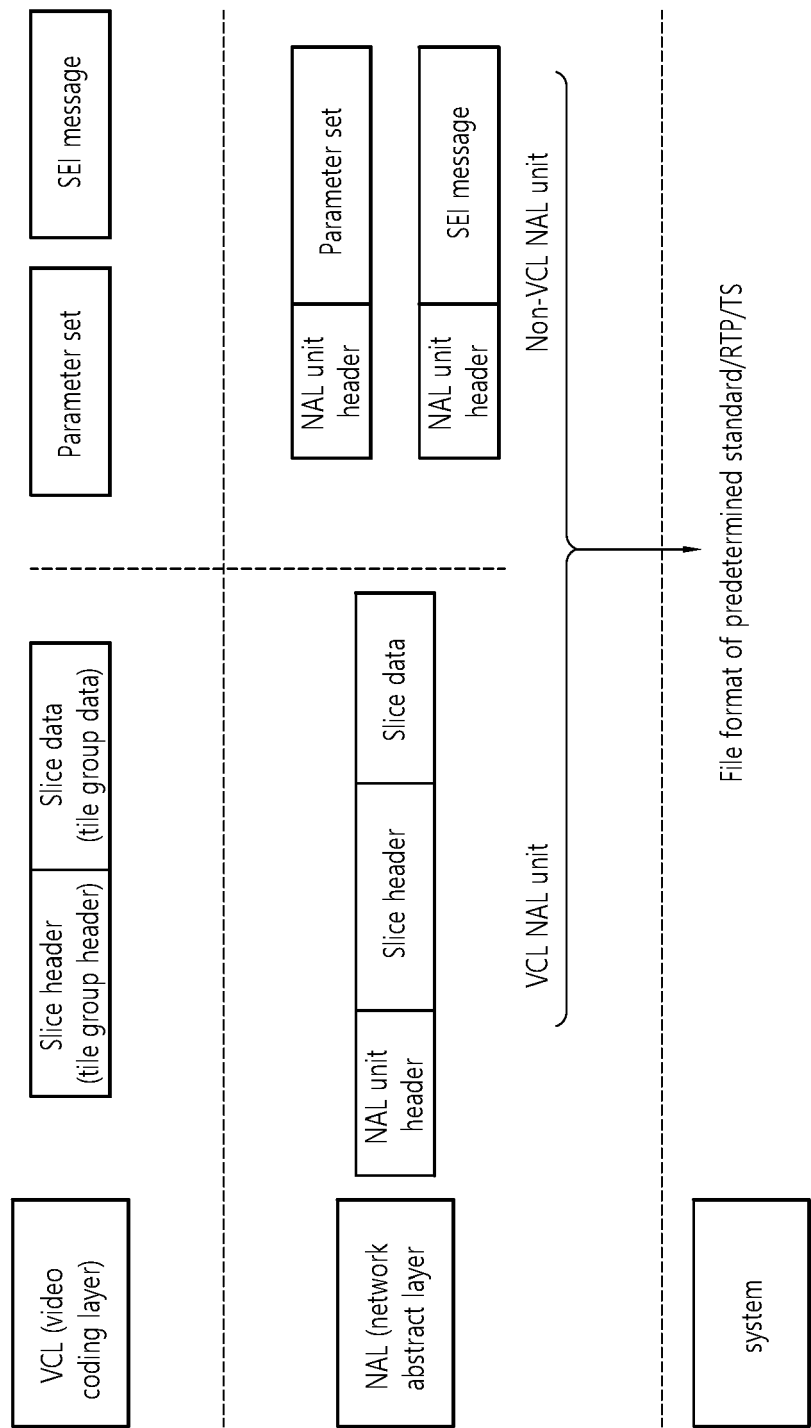 VCL (video
coding layer)
Slice header
(tile group header)
Slice data
(tile group data)
Parameter set
SEI message
NAL (network
abstract layer
NAL unit
header
Slice header
Slice data
NAL unit
header
Parameter set
NAL unit
header
SEI message
VCL NAL unit
Non-VCL NAL unit
system
File format of predetermined standard/RTP/TS